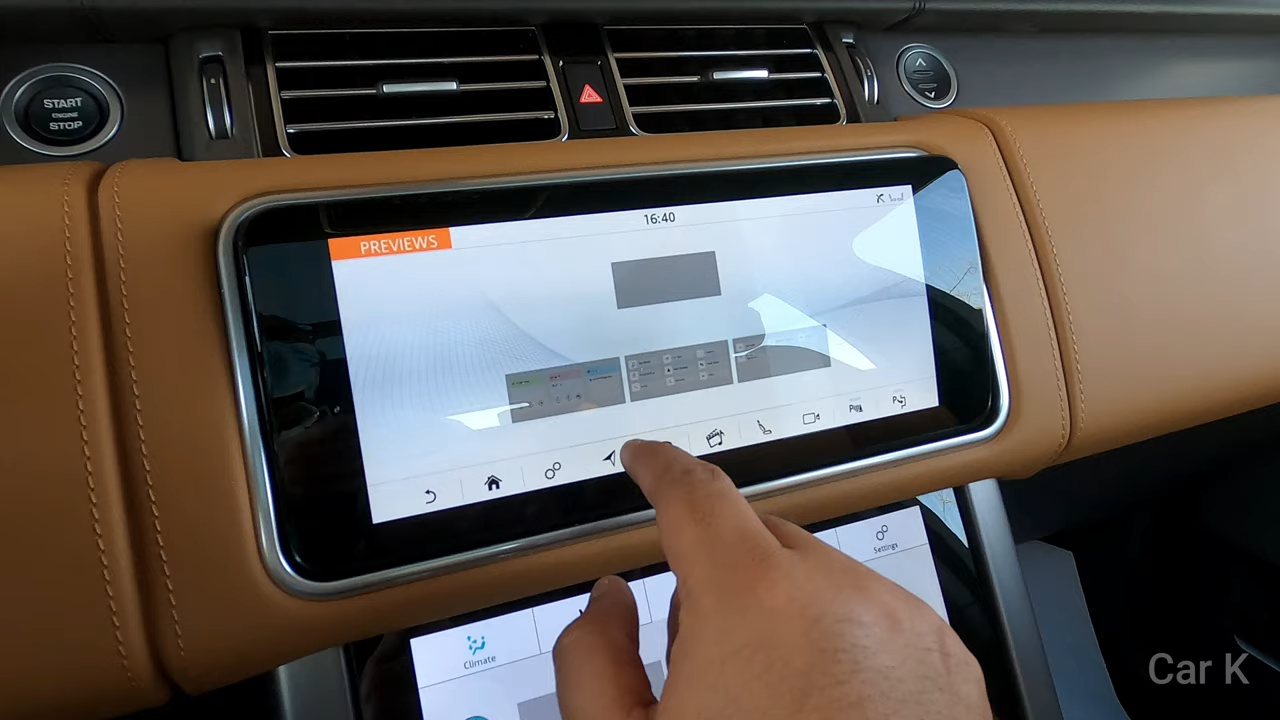 START
ENGINE
STOP
16:40
PREVIEWS
Settings
Climate
Car K